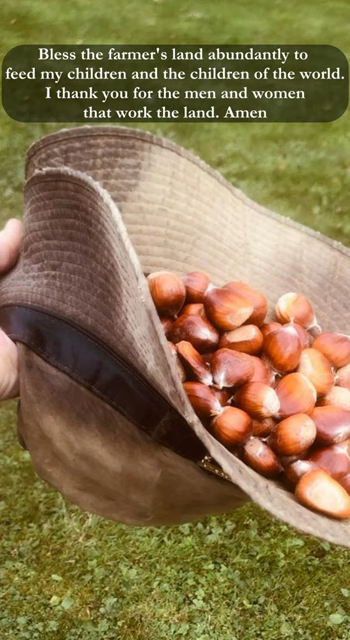 Bless the farmer's land abundantly to
feed my children and the children of the world.
I thank you for the men and women
that work the land. Amen